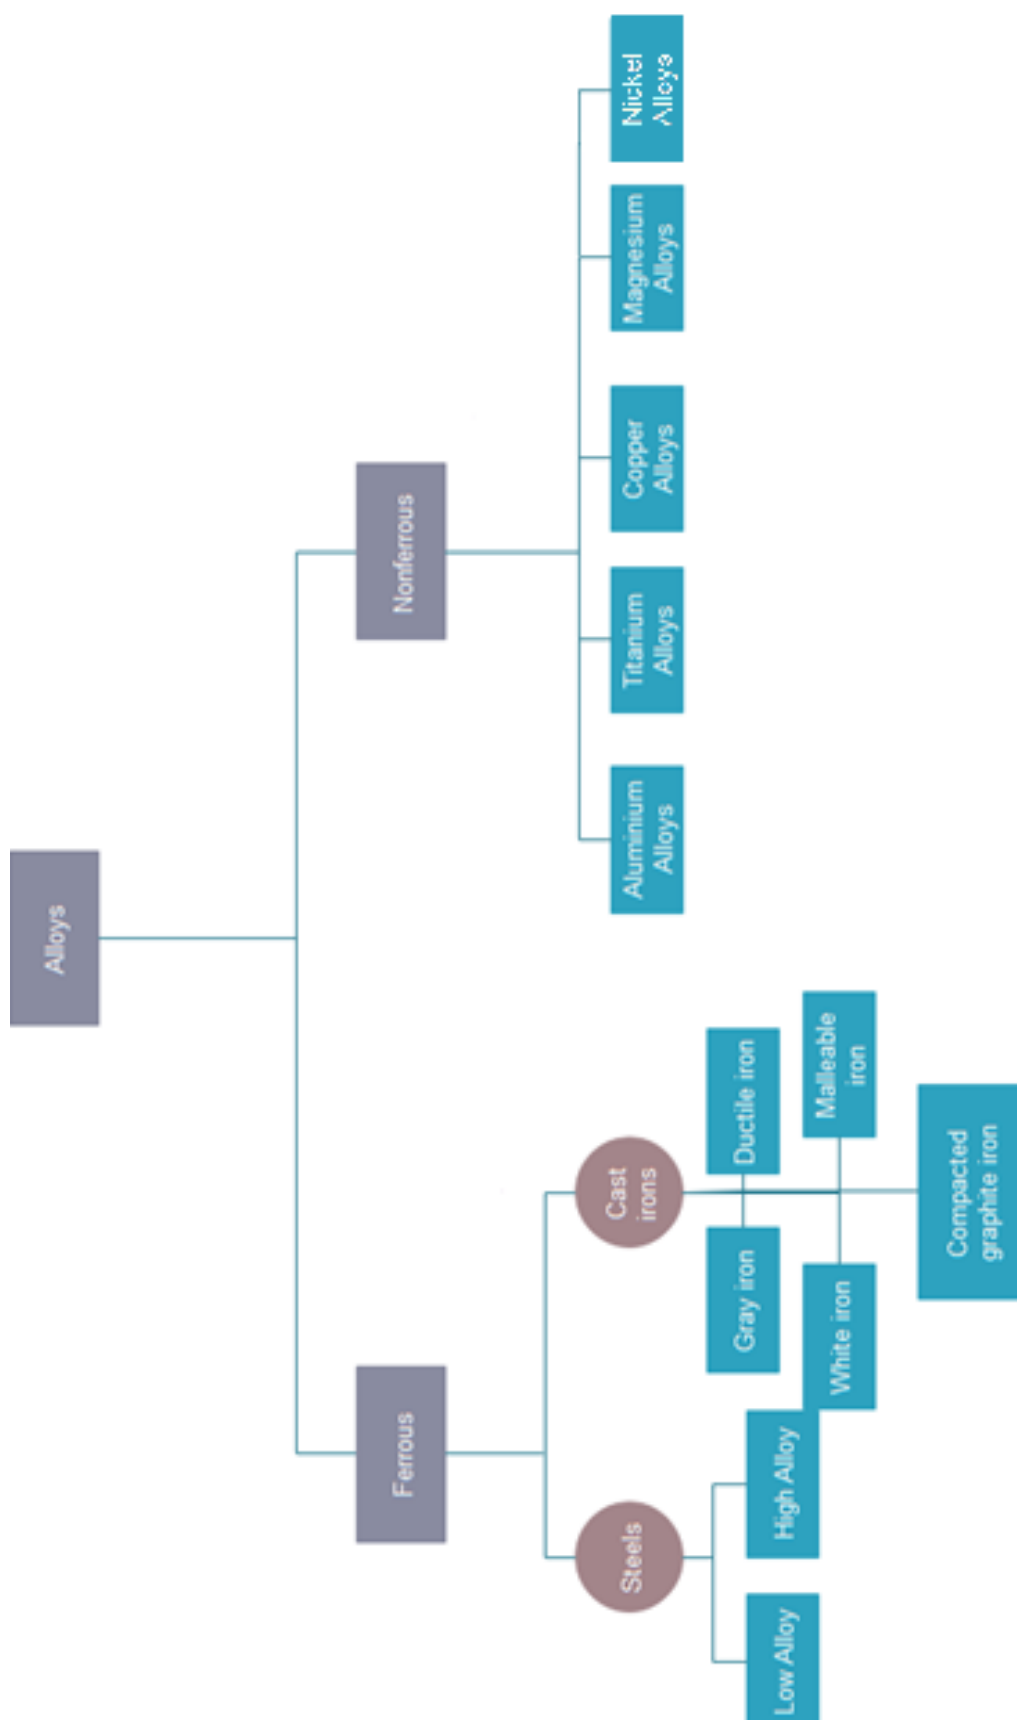 Alloys
Ferrous
Nonferrous
Steels
Cast
irons
Aluminium
Alloys
Titanium
Alloys
Copper
Alloys
Magnesium
Alloys
Nickel
Alloys
Gray iron
Ductile iron
Low Alloy
High Alloy
White iron
Malleable
iron
Compacted
graphite iron